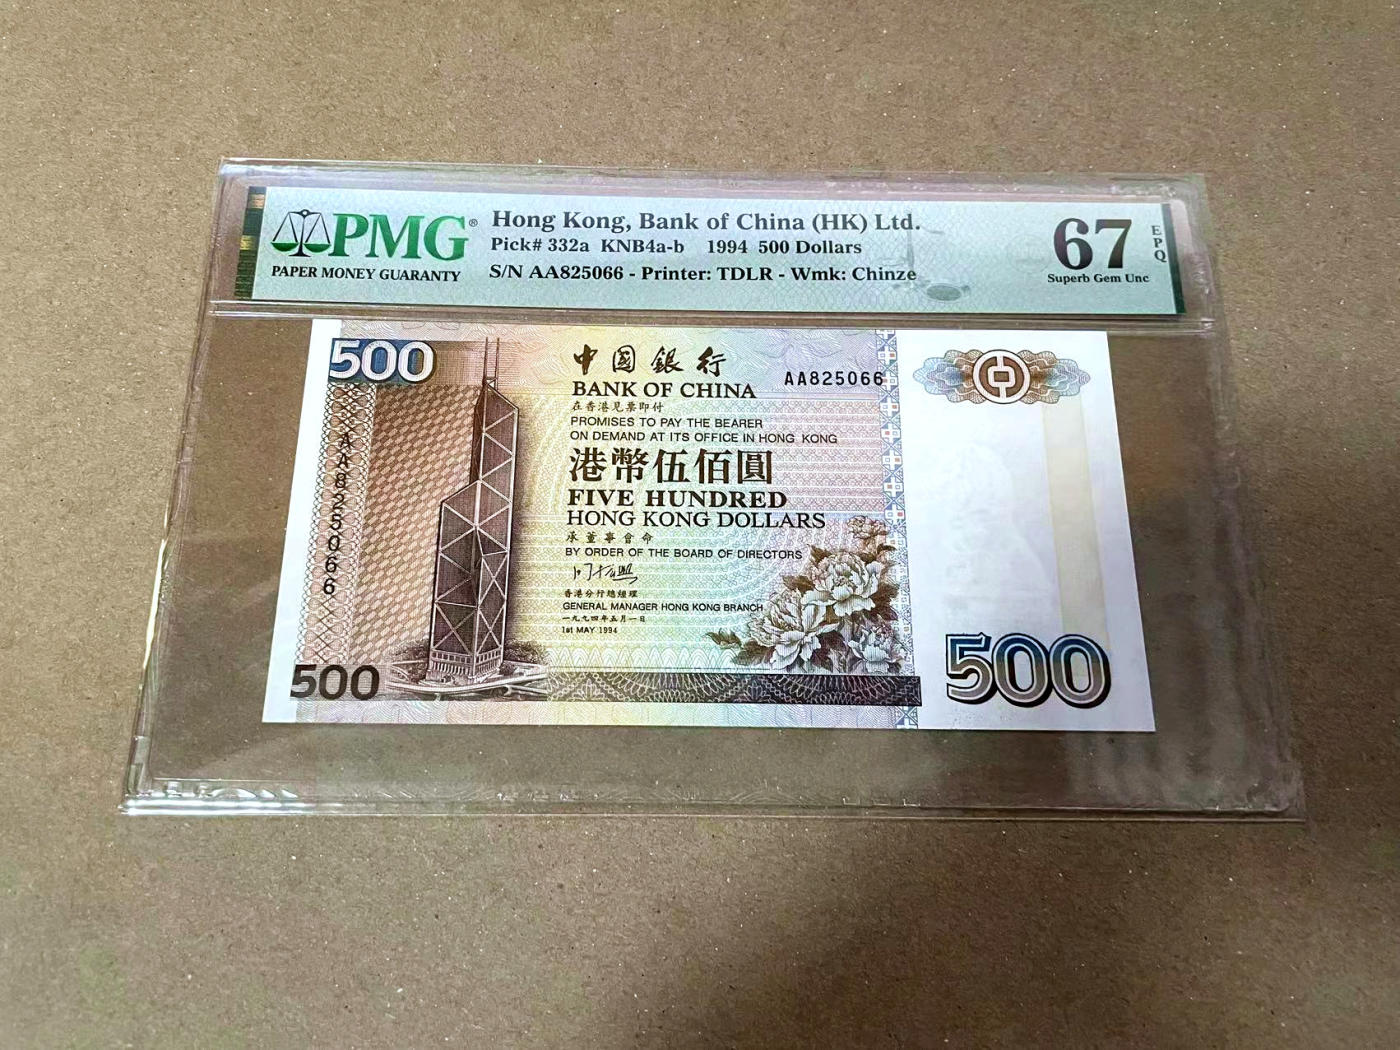 PMG®
PAPER MONEY GUARANTY
Hong Kong, Bank of China (HK) Ltd.
Pick# 332a KNB4a-b 1994 500 Dollars
S/N AA825066 - Printer: TDLR - Wmk: Chinze
67
EPQ
Superb Gem Unc
500
中國銀行
BANK OF CHINA
AA825066
在香港見票即付
PROMISES TO PAY THE BEARER
ON DEMAND AT ITS OFFICE IN HONG KONG
港幣伍佰圓
FIVE HUNDRED
HONG KONG DOLLARS
承董事會命
BY ORDER OF THE BOARD OF DIRECTORS
香港分行總經理
GENERAL MANAGER HONG KONG BRANCH
一九九四年五月一日
1st MAY 1994
AA825066
500
500